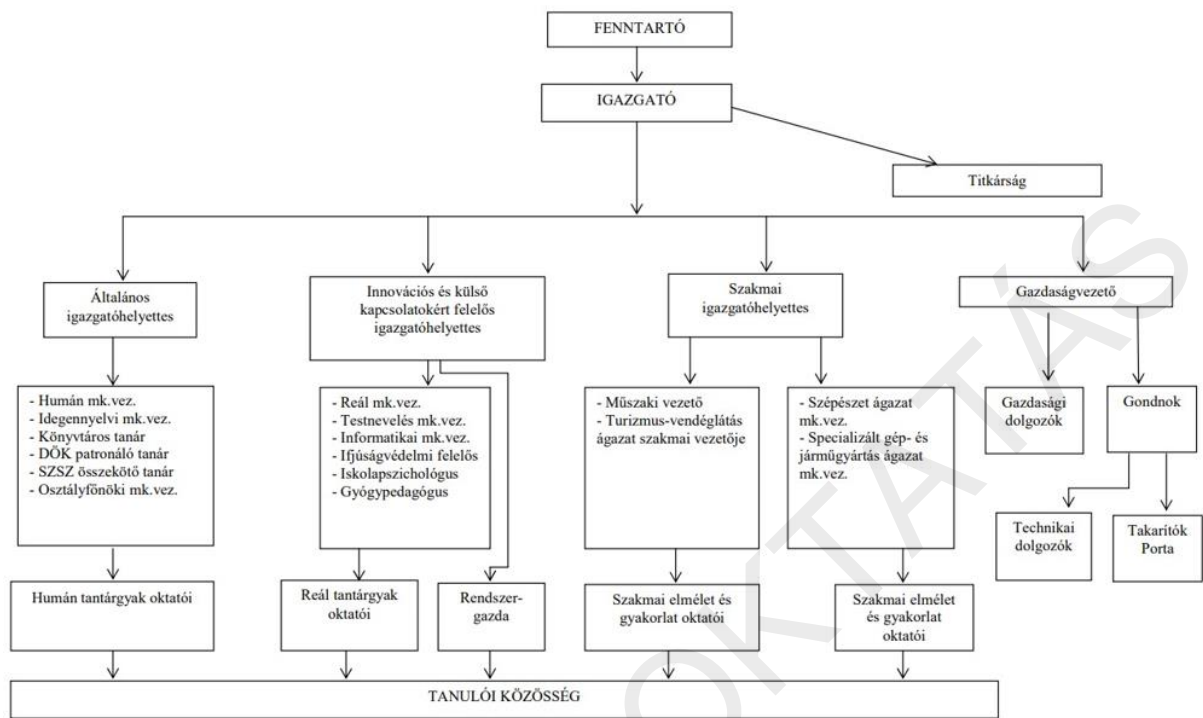 FENNTARTÓ
IGAZGATÓ
Titkárság
Általános
igazgatóhelyettes
Innovációs és külső
kapcsolatokért felelős
igazgatóhelyettes
Szakmai
igazgatóhelyettes
Gazdaságvezető
- Humán mk.vez.
- Idegennyelvi mk.vez.
- Könyvtáros tanár
- DÖK patronáló tanár
- SZSZ összekötő tanár
- Osztályfőnöki mk.vez.
- Reál mk.vez.
- Testnevelés mk.vez.
- Informatikai mk.vez.
- Ifjúságvédelmi felelős
- Iskolapszichológus
- Gyógypedagógus
- Műszaki vezető
- Turizmus-vendéglátás
ágazat szakmai vezetője
- Szépészet ágazat
mk.vez.
- Specializált gép- és
járműgyártás ágazat
mk.vez.
Gazdasági
dolgozók
Gondnok
Technikai
dolgozók
Takarítók
Porta
Humán tantárgyak oktatói
Reál tantárgyak
oktatói
Rendszer-
gazda
Szakmai elmélet és
gyakorlat oktatói
Szakmai elmélet
és gyakorlat
oktatói
TANULÓI KÖZÖSSÉG
OKTATÁS